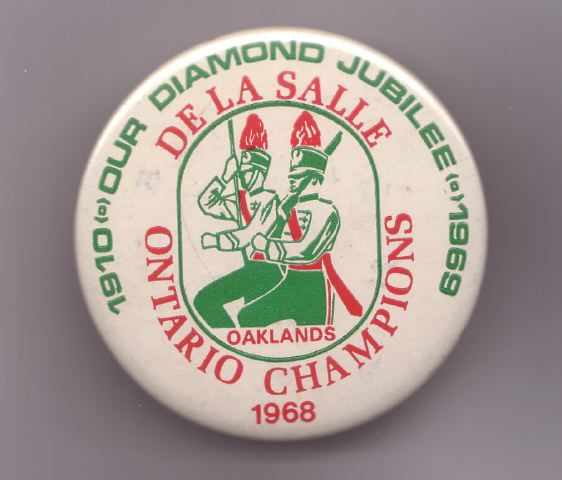 1910 (¤) OUR DIAMOND JUBILEE (¤) 1969
DE LA SALLE
OAKLANDS
ONTARIO CHAMPIONS
1968